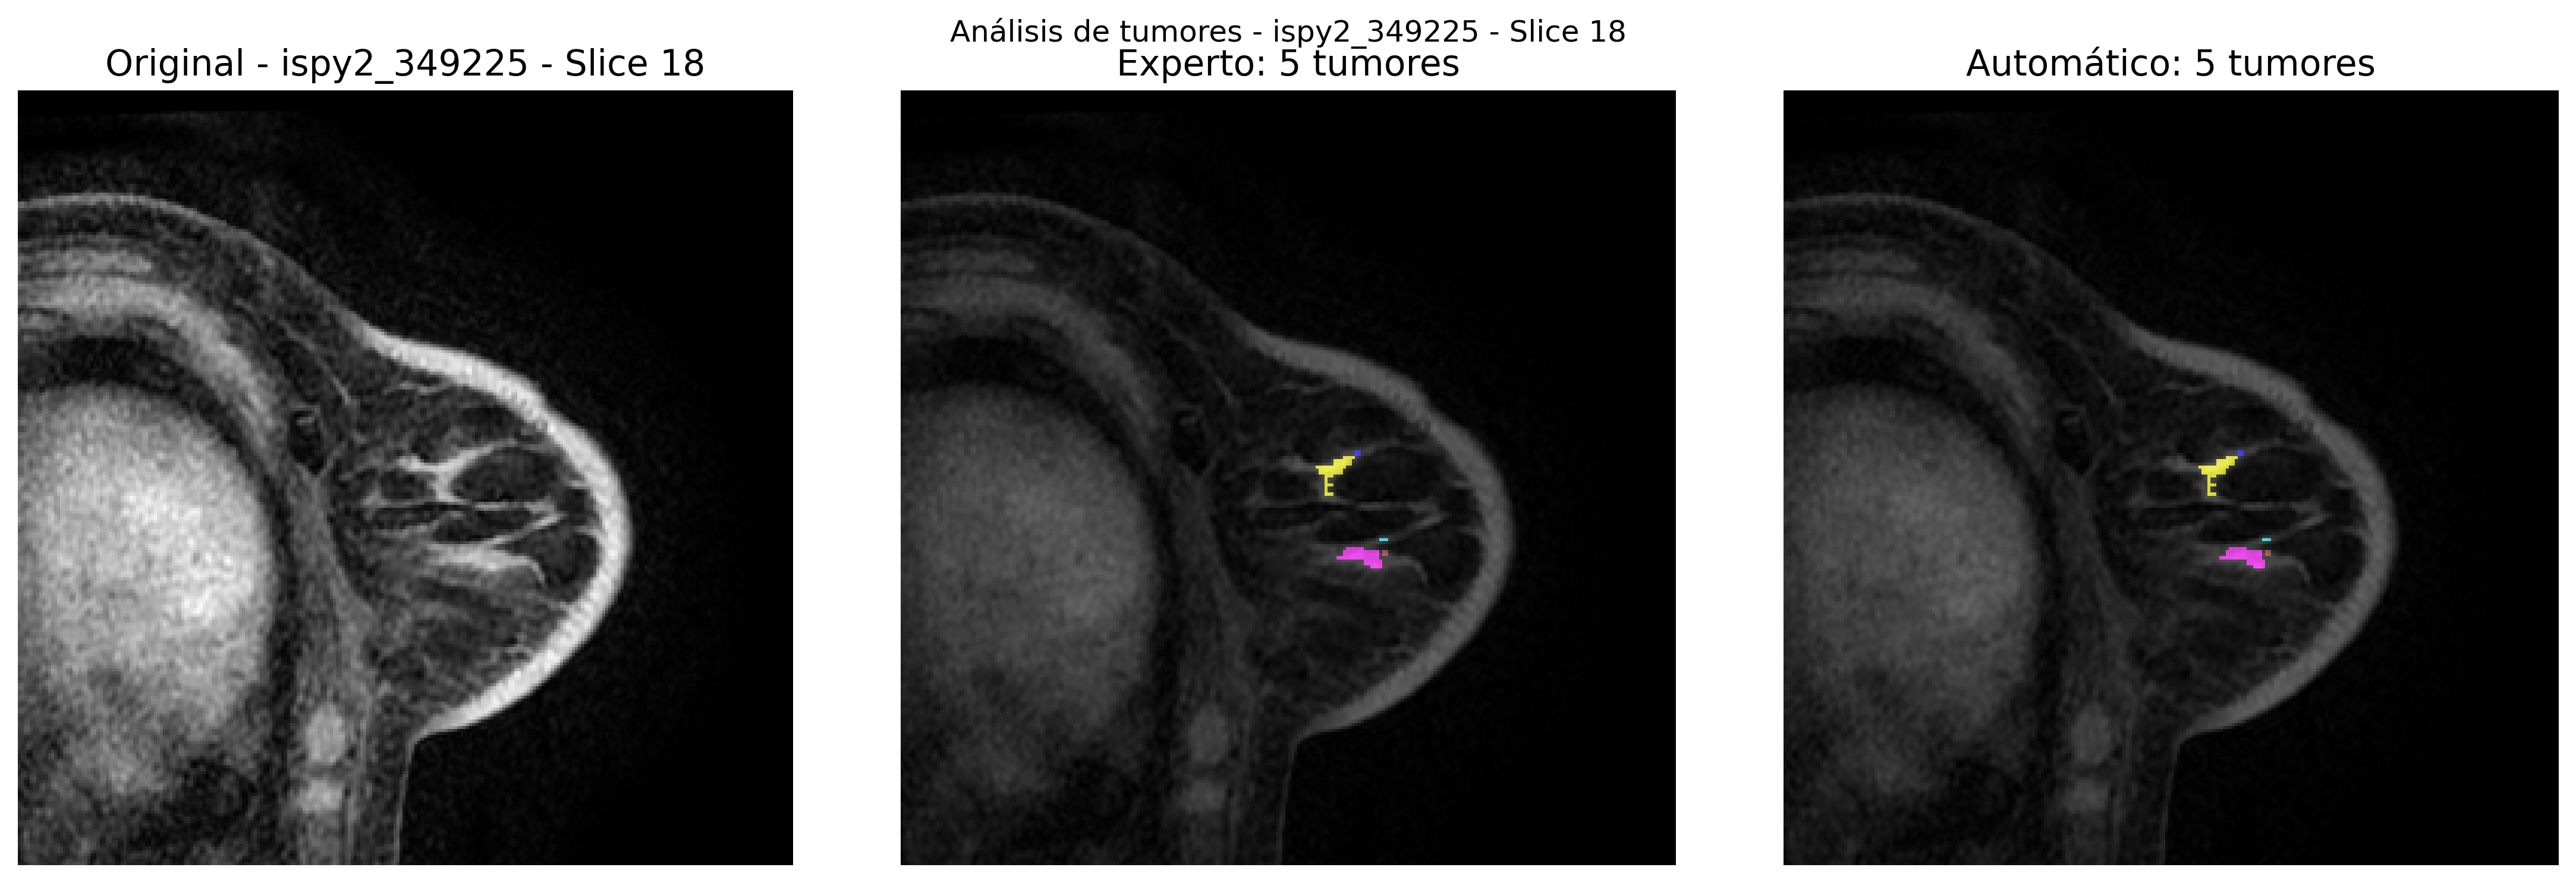 Análisis de tumores - ispy2_349225 - Slice 18
Original - ispy2_349225 - Slice 18
Experto: 5 tumores
Automático: 5 tumores